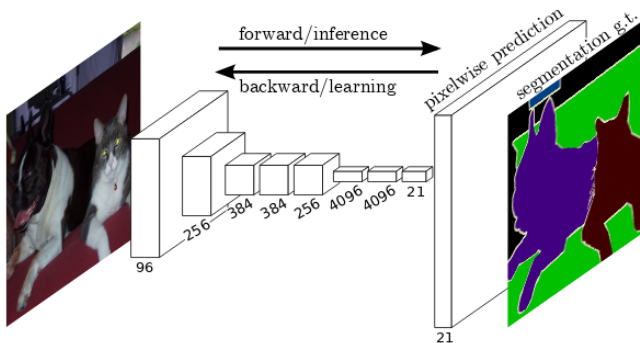 forward/inference
backward/learning
pixelwise prediction
segmentation g.t.
96
256
384
384
256
4096
4096
21
21